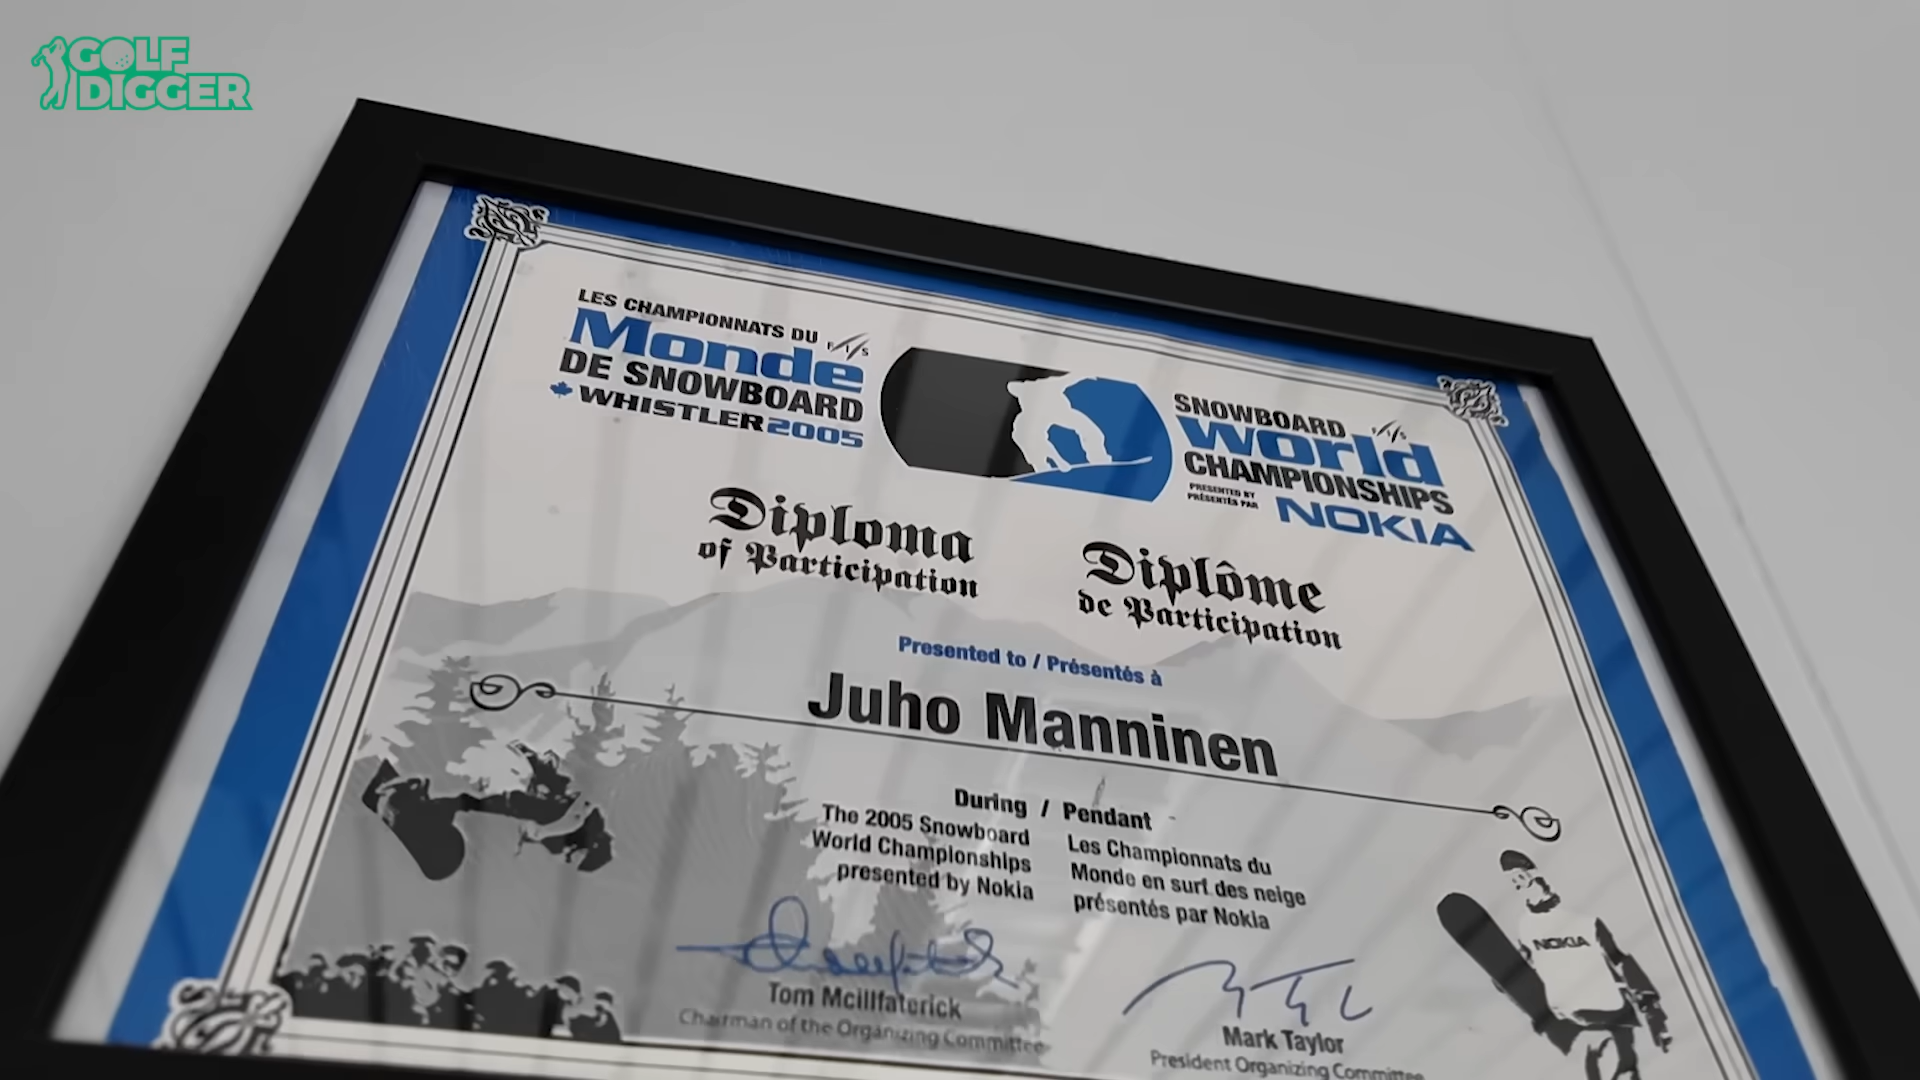 GOLF
DIGGER
LES CHAMPIONNATS DU
FIS
Monde
DE SNOWBOARD
WHISTLER 2005
SNOWBOARD
FIS
World
CHAMPIONSHIPS
PRESENTED BY
PRÉSENTÉS PAR
NOKIA
Diploma
of Participation
Diplôme
de Participation
Presented to / Présentés à
Juho Manninen
During / Pendant
The 2005 Snowboard
World Championships
presented by Nokia
Les Championnats du
Monde en surf des neige
présentés par Nokia
NOKIA
Tom Mcillfaterick
Chairman of the Organizing Committee
Mark Taylor
President Organizing Committee